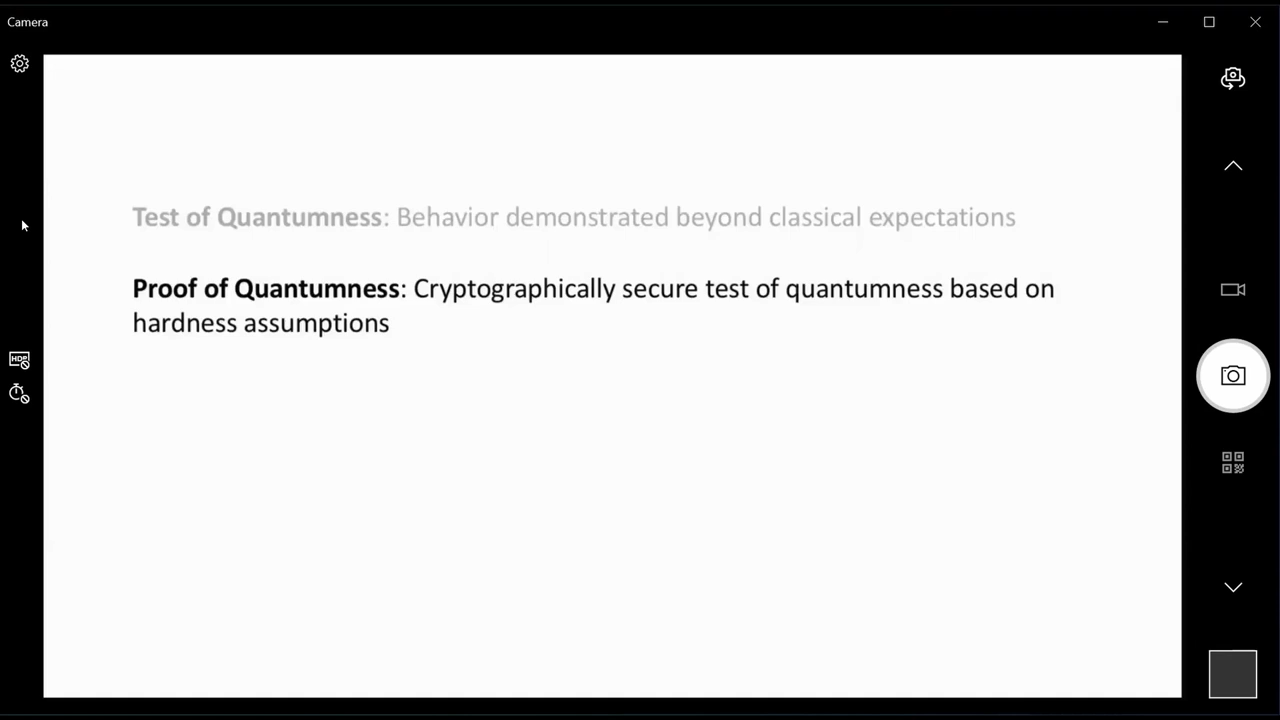 Camera
Test of Quantumness: Behavior demonstrated beyond classical expectations
Proof of Quantumness: Cryptographically secure test of quantumness based on
hardness assumptions
HDR